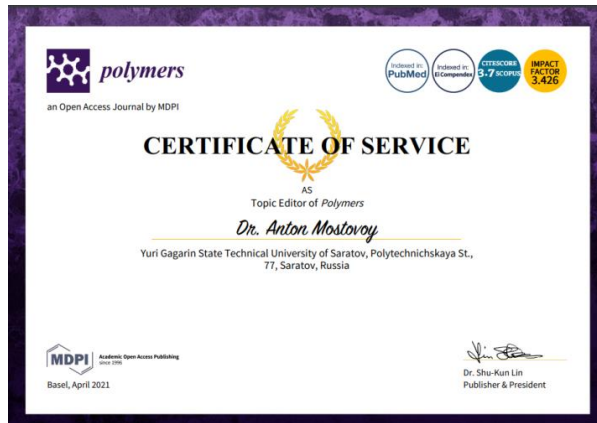 polymers
an Open Access Journal by MDPI
Indexed in:
PubMed
Indexed in:
Ei Compendex
CITESCORE
3.7 SCOPUS
IMPACT
FACTOR
3.426
CERTIFICATE OF SERVICE
AS
Topic Editor of Polymers
Dr. Anton Mostovoy
Yuri Gagarin State Technical University of Saratov, Polytechnichskaya St.,
77, Saratov, Russia
MDPI
Academic Open Access Publishing
since 1996
Basel, April 2021
Dr. Shu-Kun Lin
Publisher & President